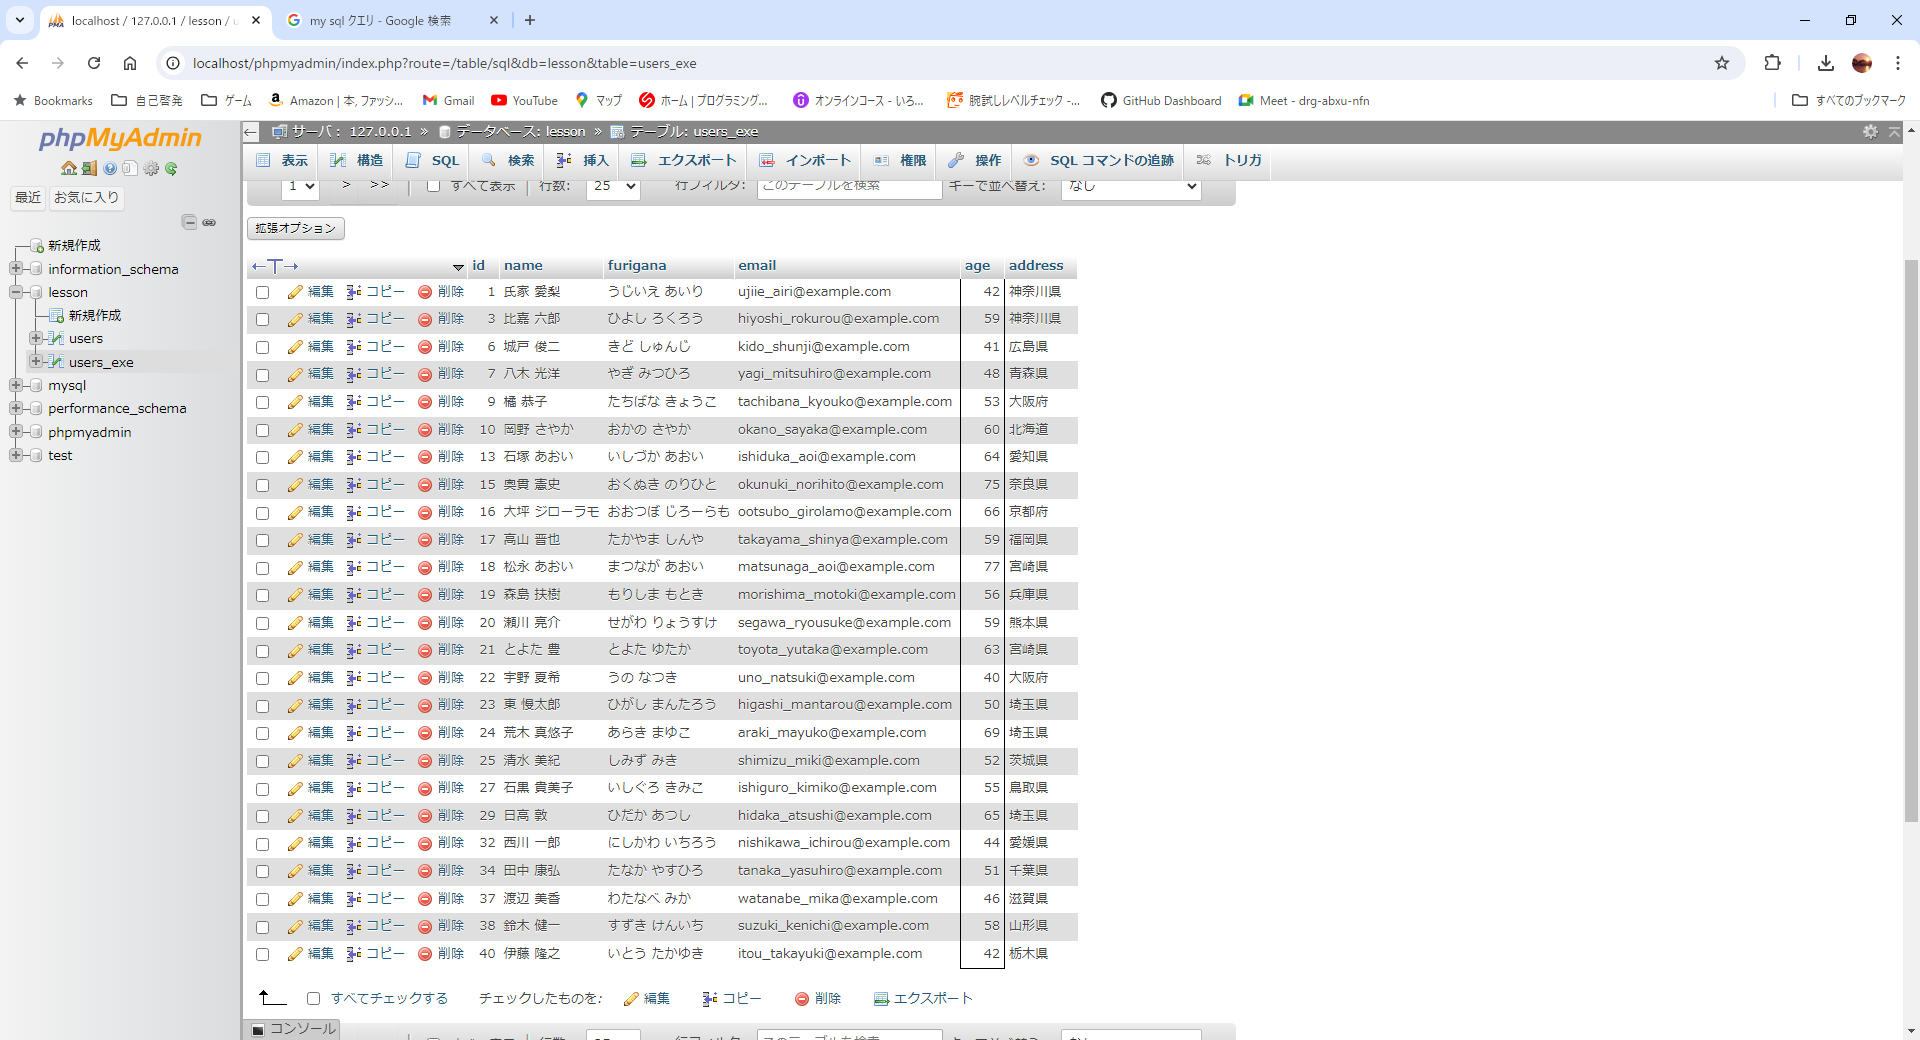 localhost / 127.0.0.1 / lesson / u
my sql クエリ - Google 検索
localhost/phpmyadmin/index.php?route=/table/sql&db=lesson&table=users_exe
Bookmarks 自己啓発 ゲーム Amazon | 本, ファッシ... Gmail YouTube マップ ホーム | プログラミング... オンラインコース - いろ... 腕試しレベルチェック -... GitHub Dashboard Meet - drg-abxu-nfn すべてのブックマーク
phpMyAdmin
最近 お気に入り
新規作成
information_schema
lesson
新規作成
users
users_exe
mysql
performance_schema
phpmyadmin
test
サーバ: 127.0.0.1 » データベース: lesson » テーブル: users_exe
表示 構造 SQL 検索 挿入 エクスポート インポート 権限 操作 SQL コマンドの追跡 トリガ
1 > >> すべて表示 行数: 25 行フィルタ: このテーブルを検索 キーで並べ替え: なし
拡張オプション
←T→ id name furigana email age address
編集 コピー 削除 1 氏家 愛梨 うじいえ あいり ujiie_airi@example.com 42 神奈川県
編集 コピー 削除 3 比嘉 六郎 ひよし ろくろう hiyoshi_rokurou@example.com 59 神奈川県
編集 コピー 削除 6 城戸 俊二 きど しゅんじ kido_shunji@example.com 41 広島県
編集 コピー 削除 7 八木 光洋 やぎ みつひろ yagi_mitsuhiro@example.com 48 青森県
編集 コピー 削除 9 橘 恭子 たちばな きょうこ tachibana_kyouko@example.com 53 大阪府
編集 コピー 削除 10 岡野 さやか おかの さやか okano_sayaka@example.com 60 北海道
編集 コピー 削除 13 石塚 あおい いしづか あおい ishiduka_aoi@example.com 64 愛知県
編集 コピー 削除 15 奥貫 憲史 おくぬき のりひと okunuki_norihito@example.com 75 奈良県
編集 コピー 削除 16 大坪 ジローラモ おおつぼ じろーらも ootsubo_girolamo@example.com 66 京都府
編集 コピー 削除 17 高山 晋也 たかやま しんや takayama_shinya@example.com 59 福岡県
編集 コピー 削除 18 松永 あおい まつなが あおい matsunaga_aoi@example.com 77 宮崎県
編集 コピー 削除 19 森島 扶樹 もりしま もとき morishima_motoki@example.com 56 兵庫県
編集 コピー 削除 20 瀬川 亮介 せがわ りょうすけ segawa_ryousuke@example.com 59 熊本県
編集 コピー 削除 21 とよた 豊 とよた ゆたか toyota_yutaka@example.com 63 宮崎県
編集 コピー 削除 22 宇野 夏希 うの なつき uno_natsuki@example.com 40 大阪府
編集 コピー 削除 23 東 慢太郎 ひがし まんたろう higashi_mantarou@example.com 50 埼玉県
編集 コピー 削除 24 荒木 真悠子 あらき まゆこ araki_mayuko@example.com 69 埼玉県
編集 コピー 削除 25 清水 美紀 しみず みき shimizu_miki@example.com 52 茨城県
編集 コピー 削除 27 石黒 貴美子 いしぐろ きみこ ishiguro_kimiko@example.com 55 鳥取県
編集 コピー 削除 29 日高 敦 ひだか あつし hidaka_atsushi@example.com 65 埼玉県
編集 コピー 削除 32 西川 一郎 にしかわ いちろう nishikawa_ichirou@example.com 44 愛媛県
編集 コピー 削除 34 田中 康弘 たなか やすひろ tanaka_yasuhiro@example.com 51 千葉県
編集 コピー 削除 37 渡辺 美香 わたなべ みか watanabe_mika@example.com 46 滋賀県
編集 コピー 削除 38 鈴木 健一 すずき けんいち suzuki_kenichi@example.com 58 山形県
編集 コピー 削除 40 伊藤 隆之 いとう たかゆき itou_takayuki@example.com 42 栃木県
すべてチェックする チェックしたものを: 編集 コピー 削除 エクスポート
コンソール